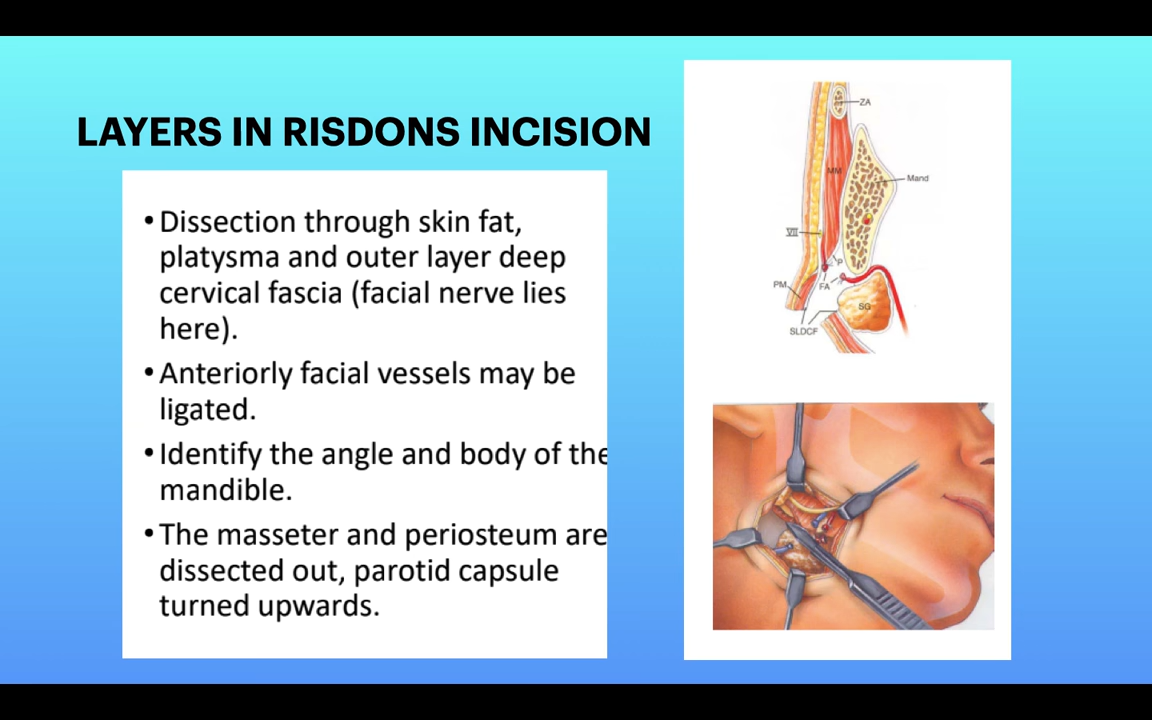 LAYERS IN RISDONS INCISION
•Dissection through skin fat,
platysma and outer layer deep
cervical fascia (facial nerve lies
here).
•Anteriorly facial vessels may be
ligated.
•Identify the angle and body of the
mandible.
•The masseter and periosteum are
dissected out, parotid capsule
turned upwards.
ZA
MM
Mand
VII
P
PM
FA
SG
SLDCF